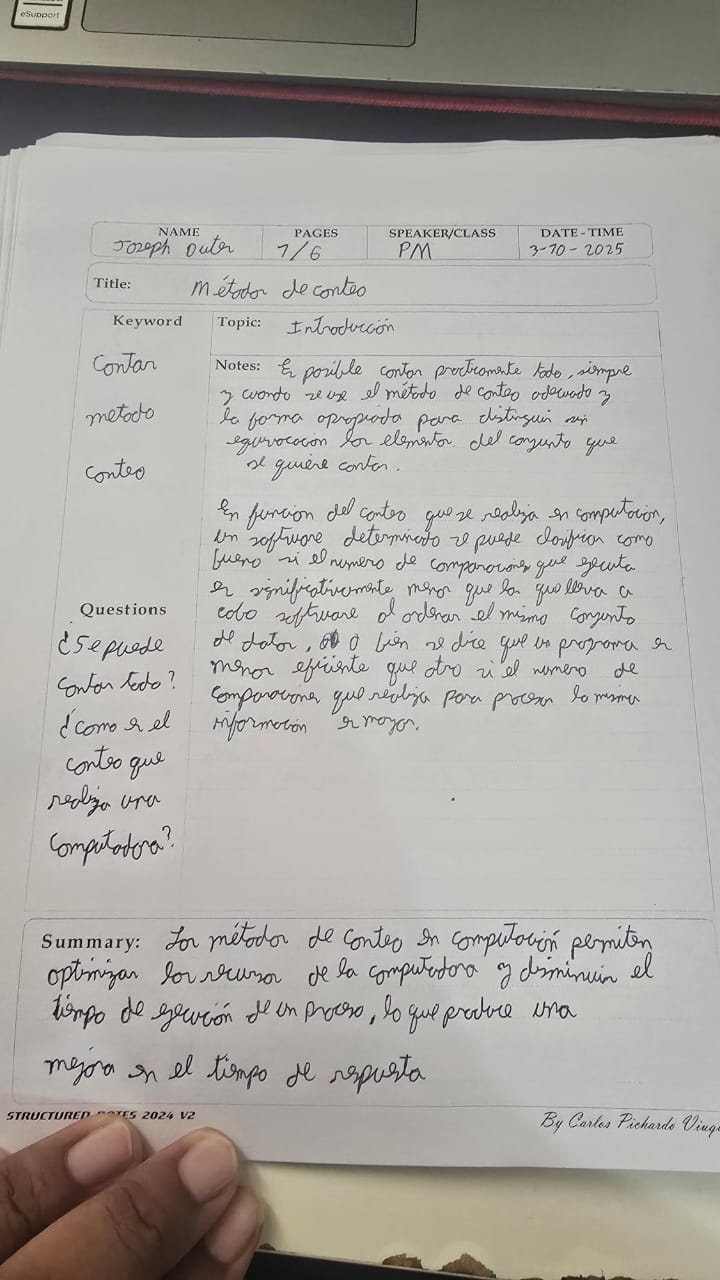 eSupport
NAME PAGES SPEAKER/CLASS DATE - TIME
Joseph Duter 1/6 PM 3-10-2025
Title: Métodos de conteo
Keyword
Contar
metodo
conteo
Topic: Introducción
Notes: Es posible contar practicamente todo, siempre
y cuando se use el método de conteo adecuado y
la forma apropiada para distinguir sin
equivocación los elementos del conjunto que
se quiere contar.
En funcion del conteo que se realiza en computación,
un software determinado se puede clasificar como
bueno si el numero de comparaciones que ejecuta
es significativamente menor que las que lleva a
cabo software al ordenar el mismo conjunto
de datos, o bien se dice que un programa es
menos eficiente que otro si el numero de
comparaciones que realiza para procesar la misma
información es mayor.
Questions
¿Se puede
contar todo?
¿como es el
conteo que
realiza una
computadora?
Summary: Los métodos de conteo en computación permiten
optimizar los recursos de la computadora y disminuir el
tiempo de ejecución de un proceso, lo que produce una
mejora en el tiempo de respuesta
STRUCTURED NOTES 2024 V2
By Carlos Pichardo Viuq